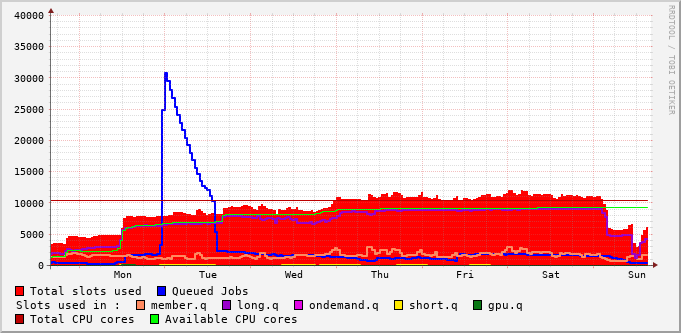 40000
35000
30000
25000
20000
15000
10000
5000
0
Mon Tue Wed Thu Fri Sat Sun
RRDTOOL / TOBI OETIKER
Total slots used Queued Jobs
Slots used in : member.q long.q ondemand.q short.q gpu.q
Total CPU cores Available CPU cores